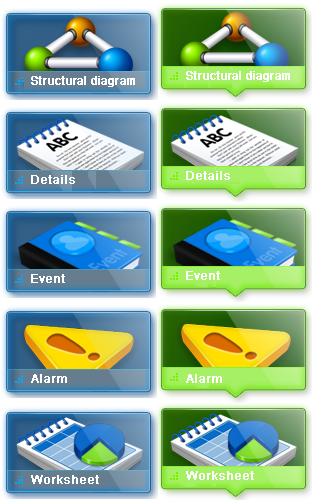 Structural diagram
Structural diagram
ABC
ABC
Details
Details
Event
Event
Event
Event
Alarm
Alarm
Worksheet
Worksheet